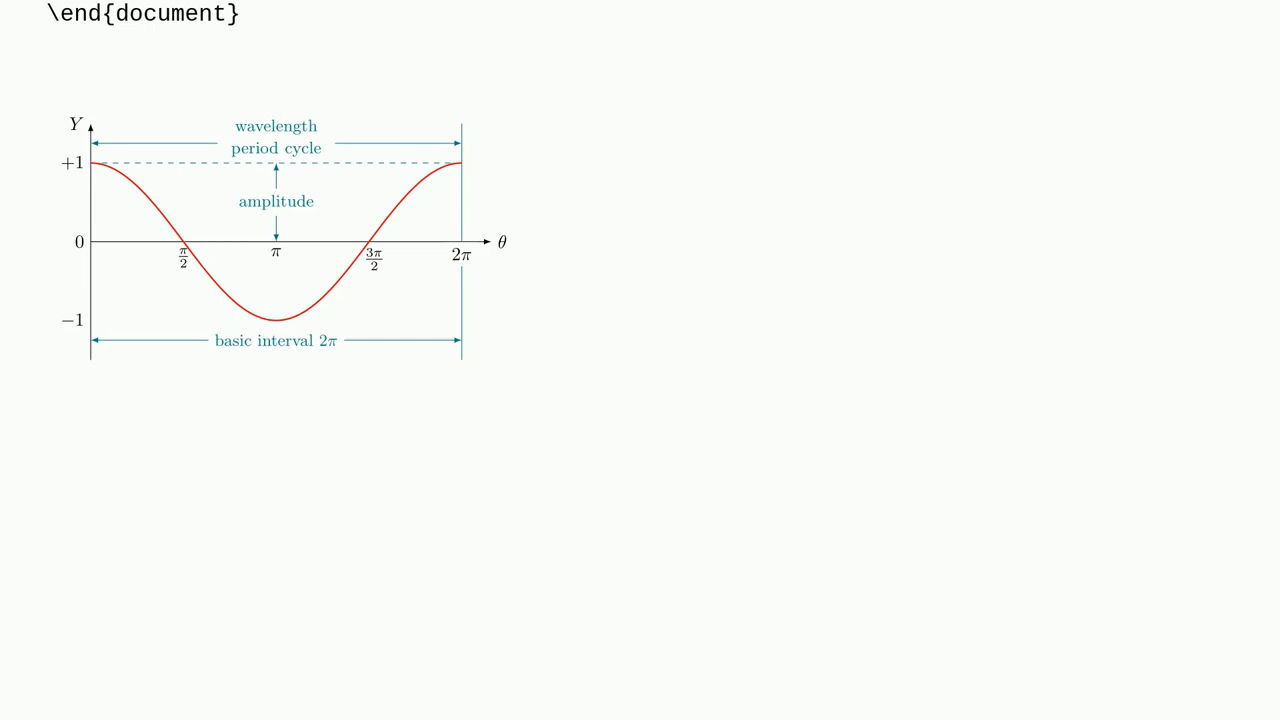 \end{document}
Y
wavelength
period cycle
+1
amplitude
0
π/2
π
3π/2
2π
θ
−1
basic interval 2π